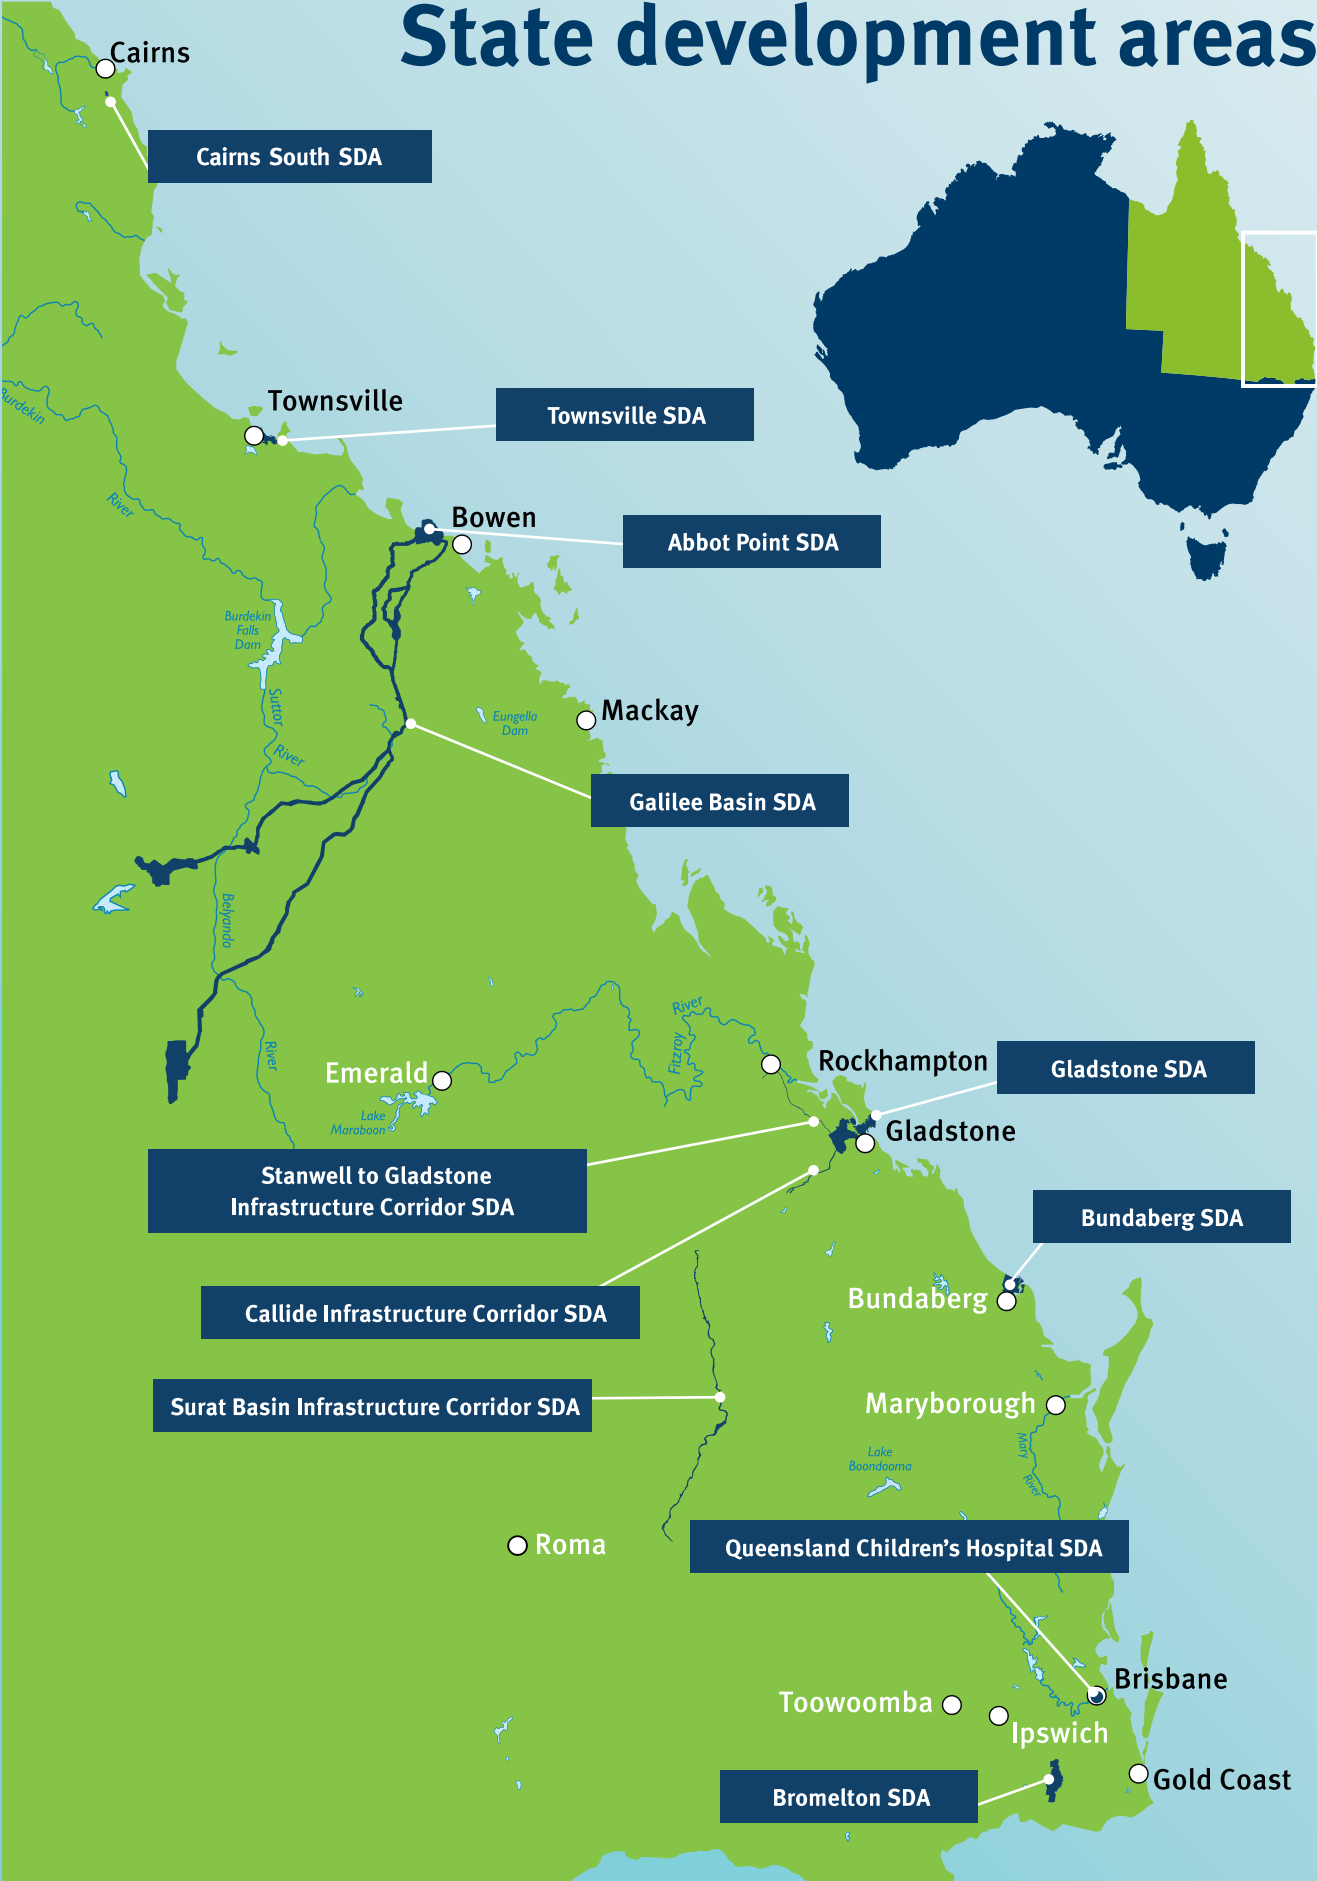 State development areas
Cairns
Cairns South SDA
Burdekin
River
Townsville
Townsville SDA
Bowen
Abbot Point SDA
Burdekin
Falls
Dam
Suttor
River
Eungella
Dam
Mackay
Galilee Basin SDA
Belyando
River
Emerald
Lake
Maraboon
Fitzroy
River
Rockhampton
Gladstone SDA
Gladstone
Stanwell to Gladstone
Infrastructure Corridor SDA
Bundaberg SDA
Bundaberg
Callide Infrastructure Corridor SDA
Surat Basin Infrastructure Corridor SDA
Maryborough
Mary
River
Lake
Boondooma
Roma
Queensland Children’s Hospital SDA
Brisbane
Toowoomba
Ipswich
Gold Coast
Bromelton SDA